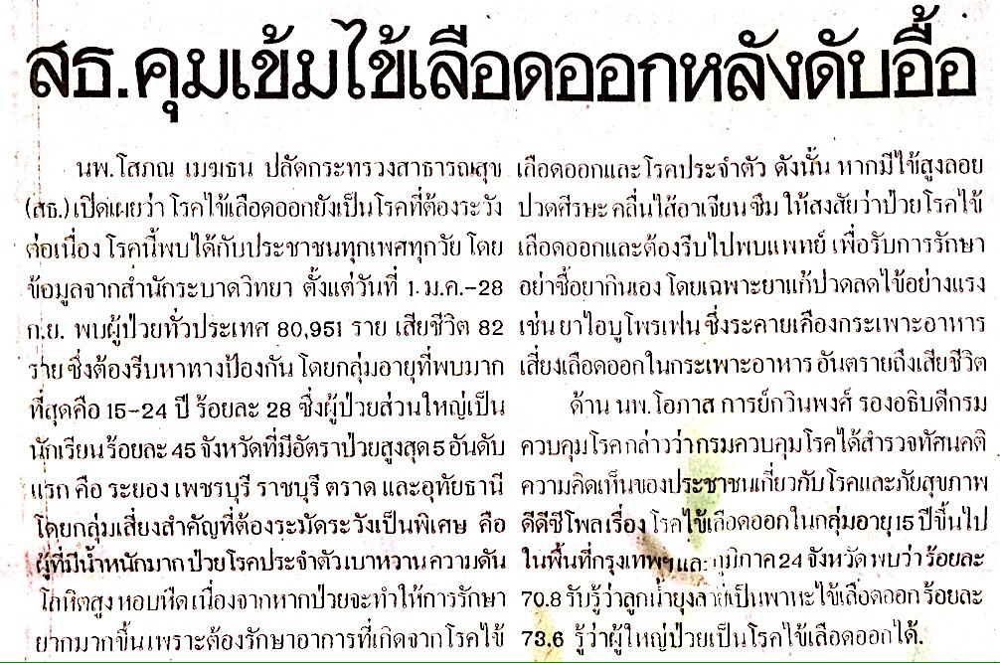 สธ.คุมเข้มไข้เลือดออกหลังดับอื้อ
นพ.โสภณ เมฆธน ปลัดกระทรวงสาธารณสุข
(สธ.) เปิดเผยว่า โรคไข้เลือดออกยังเป็นโรคที่ต้องระวัง
ต่อเนื่อง โรคนี้พบได้กับประชาชนทุกเพศทุกวัย โดย
ข้อมูลจากสำนักระบาดวิทยา ตั้งแต่วันที่ 1 ม.ค.-28
ก.ย. พบผู้ป่วยทั่วประเทศ 80,951 ราย เสียชีวิต 82
ราย ซึ่งต้องรีบหาทางป้องกัน โดยกลุ่มอายุที่พบมาก
ที่สุดคือ 15-24 ปี ร้อยละ 28 ซึ่งผู้ป่วยส่วนใหญ่เป็น
นักเรียน ร้อยละ 45 จังหวัดที่มีอัตราป่วยสูงสุด 5 อันดับ
แรก คือ ระยอง เพชรบุรี ราชบุรี ตราด และอุทัยธานี
โดยกลุ่มเสี่ยงสำคัญที่ต้องระมัดระวังเป็นพิเศษ คือ
ผู้ที่มีน้ำหนักมาก ป่วยโรคประจำตัวเบาหวาน ความดัน
โลหิตสูง หอบหืด เนื่องจากหากป่วยจะทำให้การรักษา
ยากมากขึ้น เพราะต้องรักษาอาการที่เกิดจากโรคไข้
เลือดออกและโรคประจำตัว ดังนั้น หากมีไข้สูงลอย
ปวดศีรษะ คลื่นไส้ อาเจียน ซึม ให้สงสัยว่าป่วยโรคไข้
เลือดออกและต้องรีบไปพบแพทย์ เพื่อรับการรักษา
อย่าซื้อยากินเอง โดยเฉพาะยาแก้ปวดลดไข้อย่างแรง
เช่น ยาไอบูโพรเฟน ซึ่งระคายเคืองกระเพาะอาหาร
เสี่ยงเลือดออกในกระเพาะอาหาร อันตรายถึงเสียชีวิต
ด้าน นพ.โอภาส การย์กวินพงศ์ รองอธิบดีกรม
ควบคุมโรค กล่าวว่า กรมควบคุมโรคได้สำรวจทัศนคติ
ความคิดเห็นของประชาชนเกี่ยวกับโรคและภัยสุขภาพ
ดีดีซีโพล เรื่อง โรคไข้เลือดออก ในกลุ่มอายุ 15 ปีขึ้นไป
ในพื้นที่กรุงเทพฯ และ ภูมิภาค 24 จังหวัด พบว่า ร้อยละ
70.8 รับรู้ว่าลูกน้ำยุงลายเป็นพาหะไข้เลือดออก ร้อยละ
73.6 รู้ว่าผู้ใหญ่ป่วยเป็นโรคไข้เลือดออกได้.